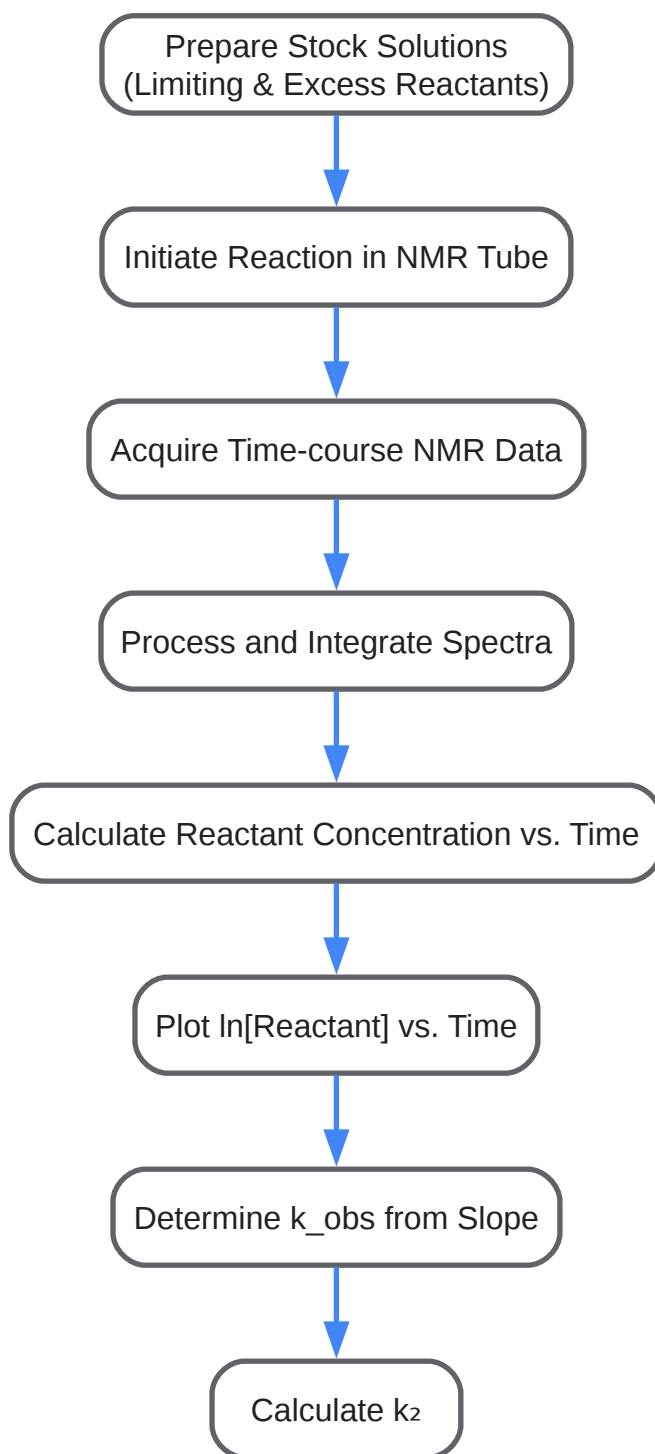 Prepare Stock Solutions
(Limiting & Excess Reactants)
Initiate Reaction in NMR Tube
Acquire Time-course NMR Data
Process and Integrate Spectra
Calculate Reactant Concentration vs. Time
Plot ln[Reactant] vs. Time
Determine k_obs from Slope
Calculate k₂